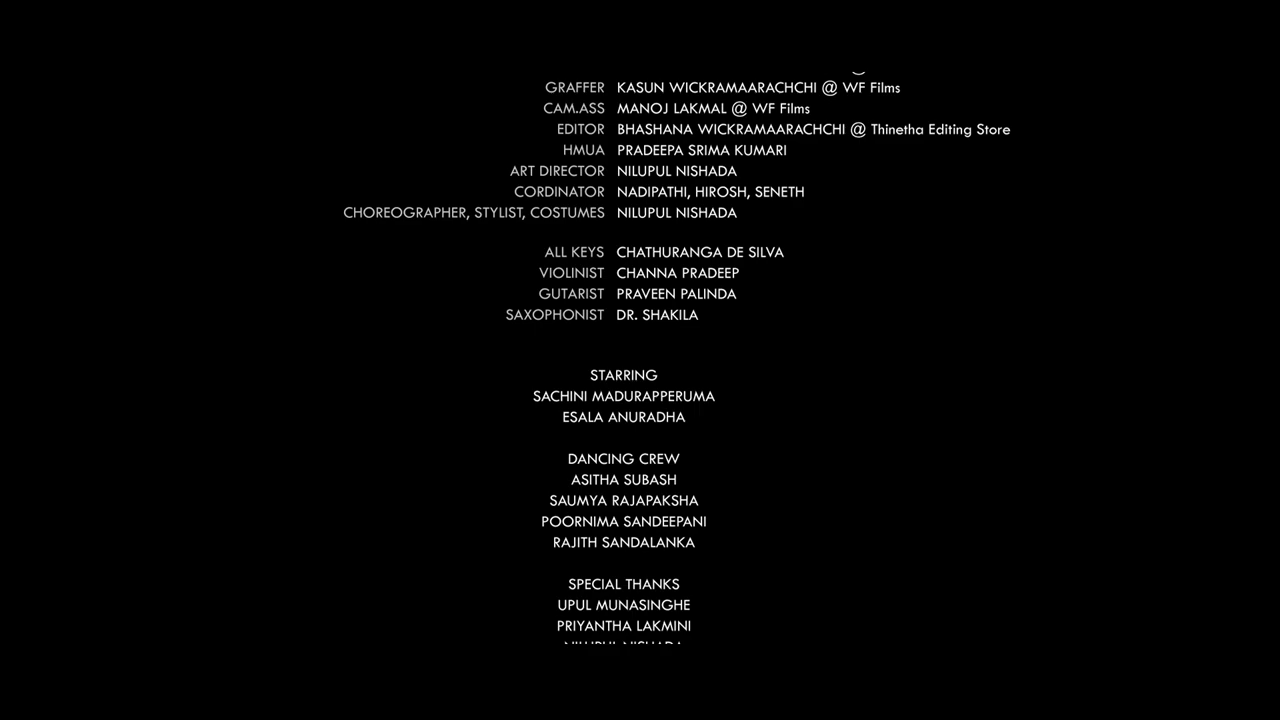 GRAFFER KASUN WICKRAMAARACHCHI @ WF Films
CAM.ASS MANOJ LAKMAL @ WF Films
EDITOR BHASHANA WICKRAMAARACHCHI @ Thinetha Editing Store
HMUA PRADEEPA SRIMA KUMARI
ART DIRECTOR NILUPUL NISHADA
CORDINATOR NADIPATHI, HIROSH, SENETH
CHOREOGRAPHER, STYLIST, COSTUMES NILUPUL NISHADA
ALL KEYS CHATHURANGA DE SILVA
VIOLINIST CHANNA PRADEEP
GUTARIST PRAVEEN PALINDA
SAXOPHONIST DR. SHAKILA
STARRING
SACHINI MADURAPPERUMA
ESALA ANURADHA
DANCING CREW
ASITHA SUBASH
SAUMYA RAJAPAKSHA
POORNIMA SANDEEPANI
RAJITH SANDALANKA
SPECIAL THANKS
UPUL MUNASINGHE
PRIYANTHA LAKMINI
NILUPUL NISHADA